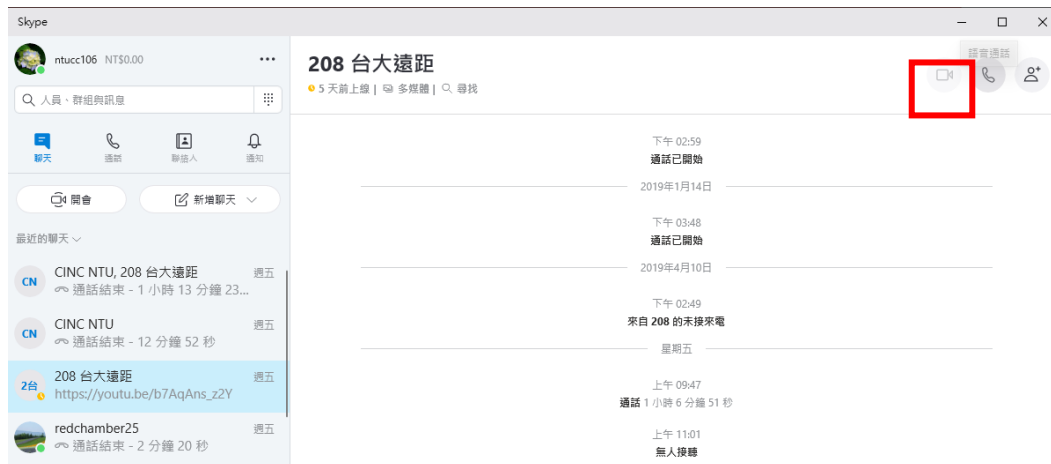 Skype
ntucc106 NT$0.00
人員、群組與訊息
聊天 通話 聯絡人 通知
開會 新增聊天
最近的聊天
CN CINC NTU, 208 台大遠距 週五
通話結束 - 1 小時 13 分鐘 23...
CN CINC NTU 週五
通話結束 - 12 分鐘 52 秒
2台 208 台大遠距 週五
https://youtu.be/b7AqAns_z2Y
redchamber25 週五
通話結束 - 2 分鐘 20 秒
208 台大遠距
5 天前上線 | 多媒體 | 尋找
語音通話
下午 02:59
通話已開始
2019年1月14日
下午 03:48
通話已開始
2019年4月10日
下午 02:49
來自 208 的未接來電
星期五
上午 09:47
通話 1 小時 6 分鐘 51 秒
上午 11:01
無人接聽